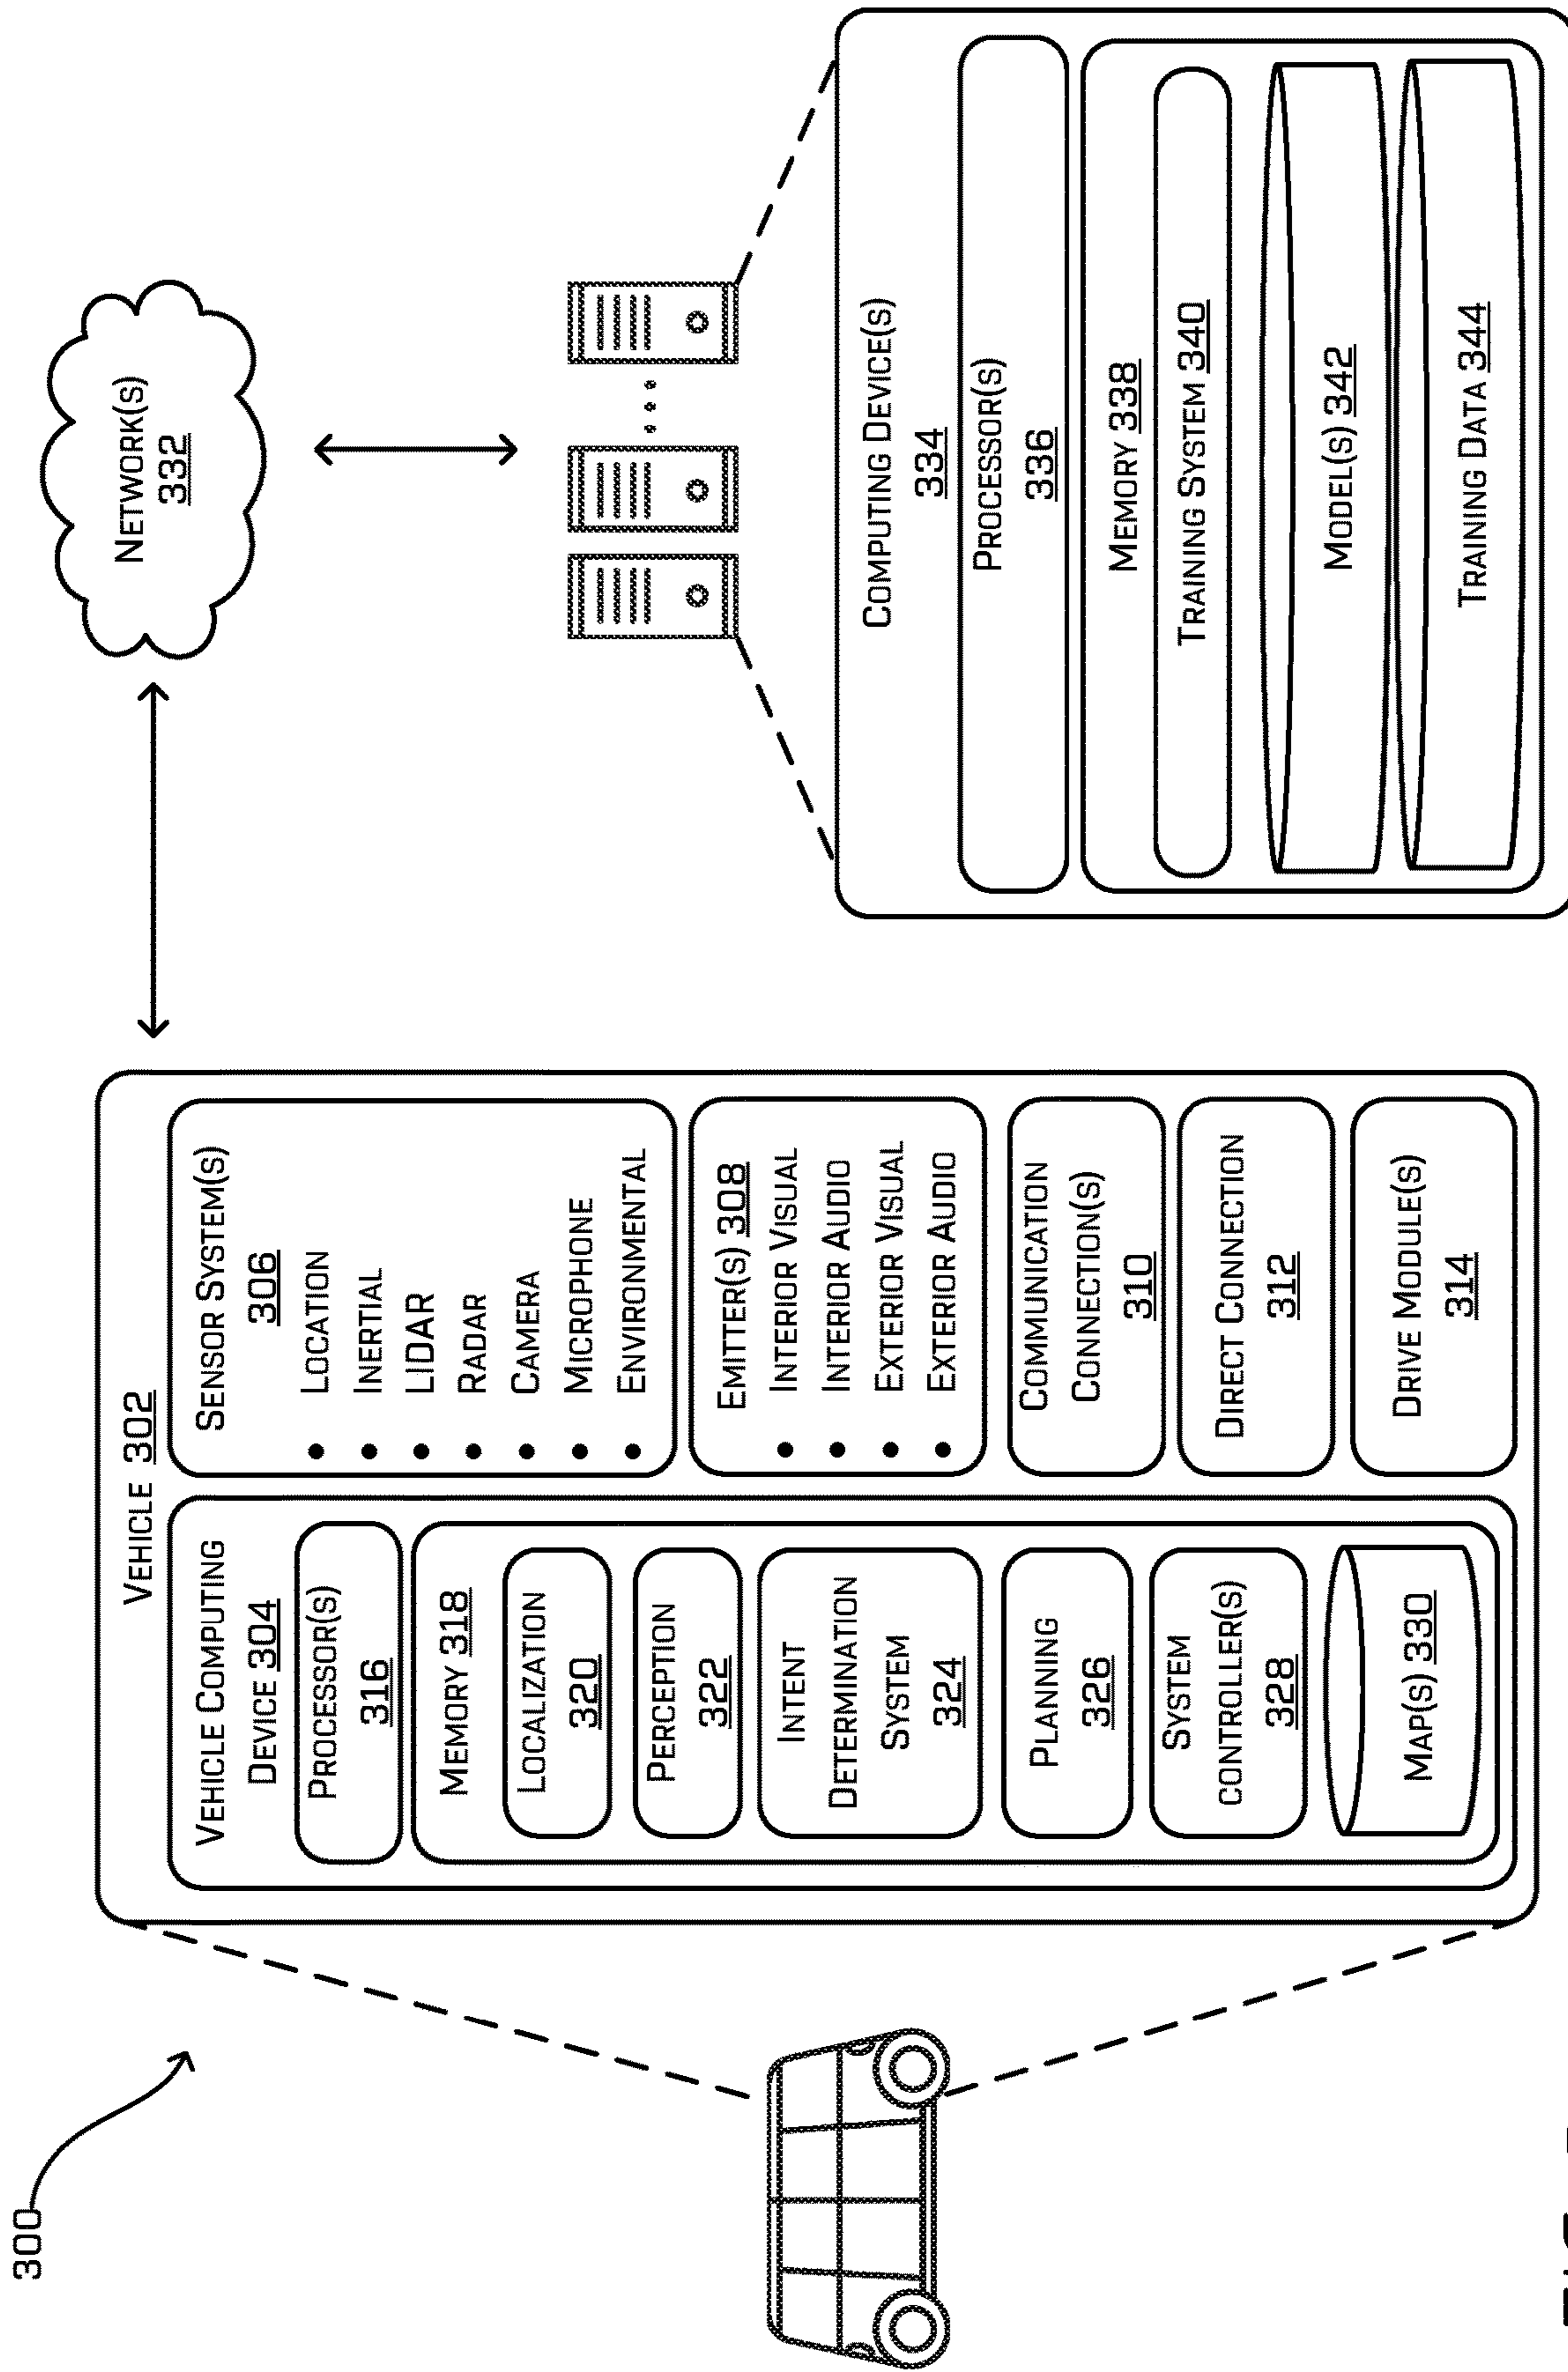 300
VEHICLE 302
VEHICLE COMPUTING
DEVICE 304
PROCESSOR(S)
316
MEMORY 318
LOCALIZATION
320
PERCEPTION
322
INTENT
DETERMINATION
SYSTEM
324
PLANNING
326
SYSTEM
CONTROLLER(S)
328
MAP(S) 330
SENSOR SYSTEM(S)
306
• LOCATION
• INERTIAL
• LIDAR
• RADAR
• CAMERA
• MICROPHONE
• ENVIRONMENTAL
EMITTER(S) 308
• INTERIOR VISUAL
• INTERIOR AUDIO
• EXTERIOR VISUAL
• EXTERIOR AUDIO
COMMUNICATION
CONNECTION(S)
310
DIRECT CONNECTION
312
DRIVE MODULE(S)
314
NETWORK(S)
332
COMPUTING DEVICE(S)
334
PROCESSOR(S)
336
MEMORY 338
TRAINING SYSTEM 340
MODEL(S) 342
TRAINING DATA 344